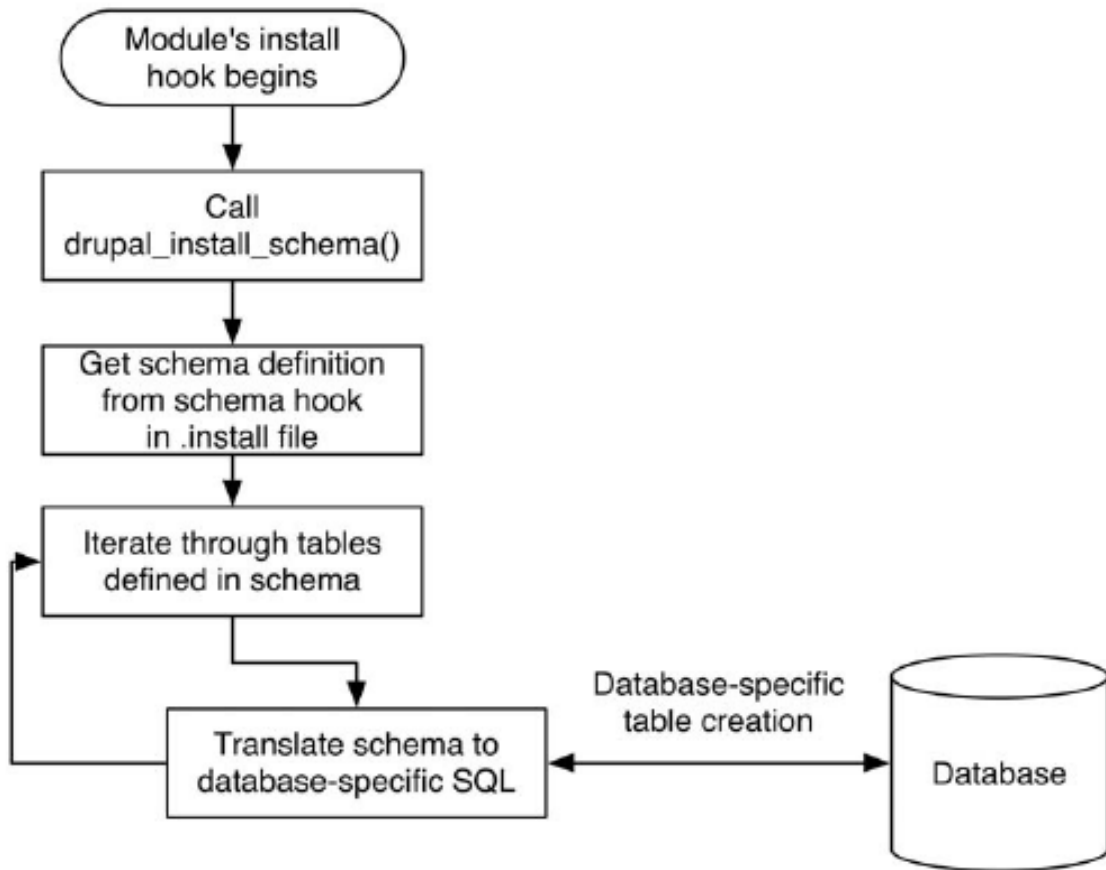 Module's install
hook begins
Call
drupal_install_schema()
Get schema definition
from schema hook
in .install file
Iterate through tables
defined in schema
Database-specific
table creation
Translate schema to
database-specific SQL
Database